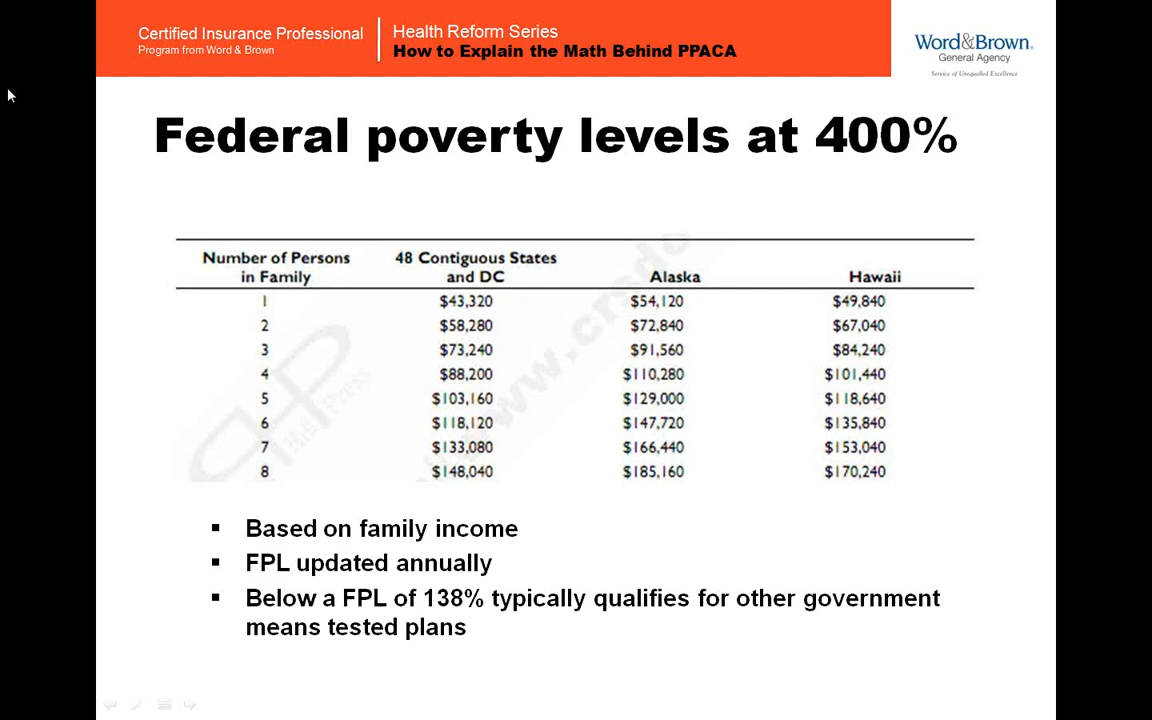 Certified Insurance Professional
Program from Word & Brown
Health Reform Series
How to Explain the Math Behind PPACA
Word&Brown®
General Agency
Service of Unequalled Excellence
Federal poverty levels at 400%
Number of Persons in Family 48 Contiguous States and DC Alaska Hawaii
1 $43,320 $54,120 $49,840
2 $58,280 $72,840 $67,040
3 $73,240 $91,560 $84,240
4 $88,200 $110,280 $101,440
5 $103,160 $129,000 $118,640
6 $118,120 $147,720 $135,840
7 $133,080 $166,440 $153,040
8 $148,040 $185,160 $170,240
▪ Based on family income
▪ FPL updated annually
▪ Below a FPL of 138% typically qualifies for other government
means tested plans